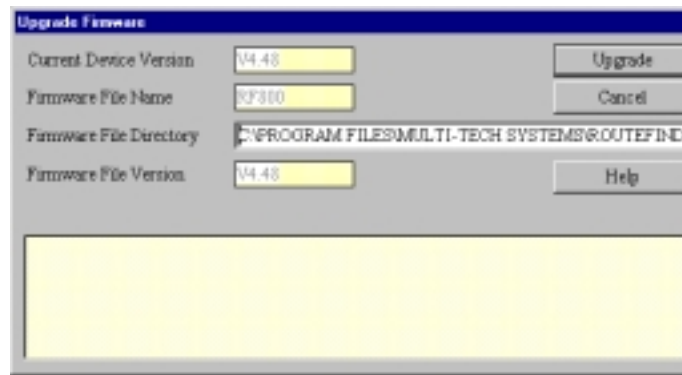 Upgrade Firmware
Current Device Version V4.48 Upgrade
Firmware File Name RF800 Cancel
Firmware File Directory C:\PROGRAM FILES\MULTI-TECH SYSTEMS\ROUTEFIND
Firmware File Version V4.48 Help